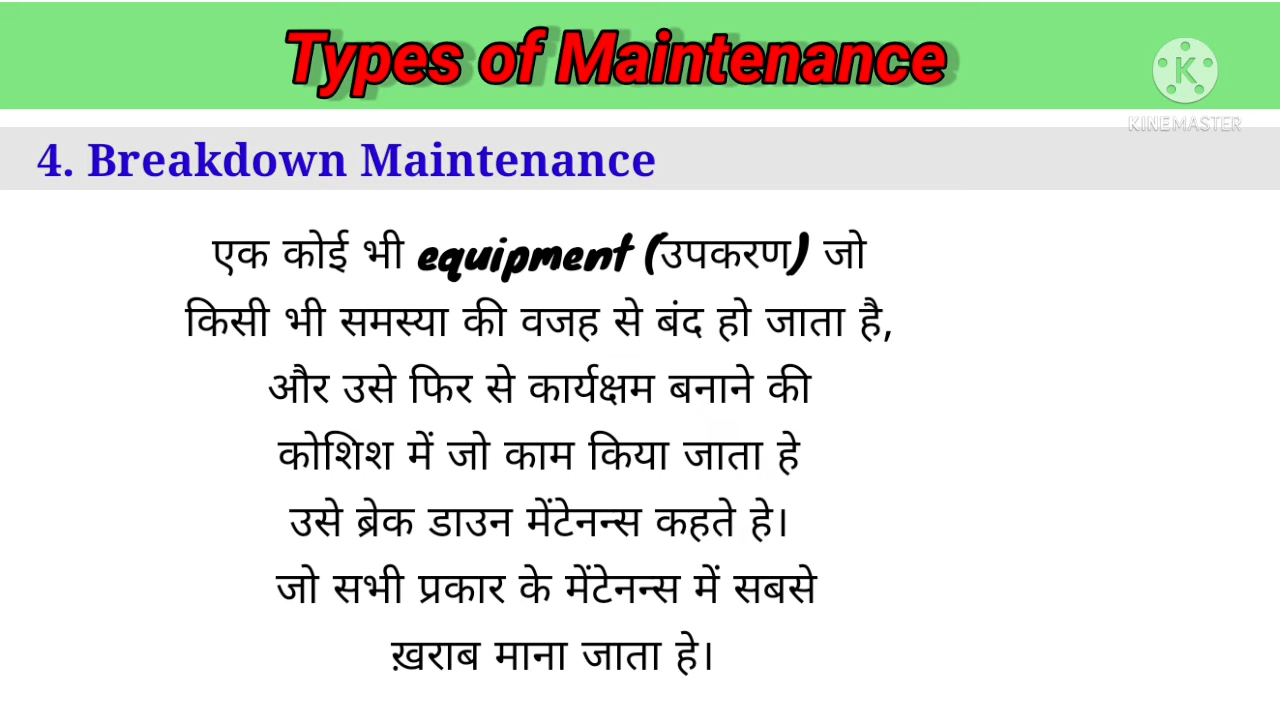 Types of Maintenance
K
KINEMASTER
4. Breakdown Maintenance
एक कोई भी equipment (उपकरण) जो
किसी भी समस्या की वजह से बंद हो जाता है,
और उसे फिर से कार्यक्षम बनाने की
कोशिश में जो काम किया जाता हे
उसे ब्रेक डाउन मेंटेनन्स कहते हे।
जो सभी प्रकार के मेंटेनन्स में सबसे
ख़राब माना जाता हे।